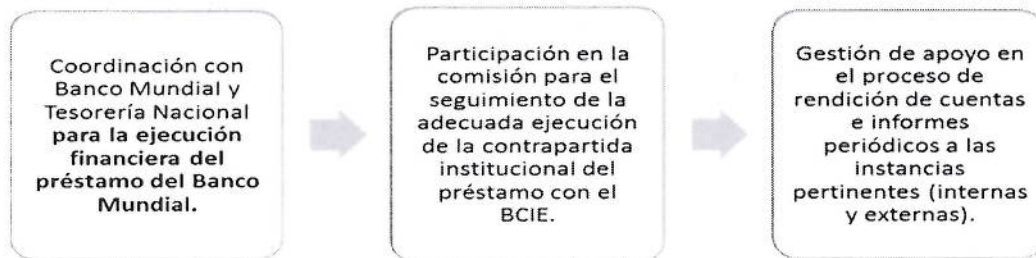 Coordinación con
Banco Mundial y
Tesorería Nacional
para la ejecución
financiera del
préstamo del Banco
Mundial.
Participación en la
comisión para el
seguimiento de la
adecuada ejecución
de la contrapartida
institucional del
préstamo con el
BCIE.
Gestión de apoyo en
el proceso de
rendición de cuentas
e informes
periódicos a las
instancias
pertinentes (internas
y externas).